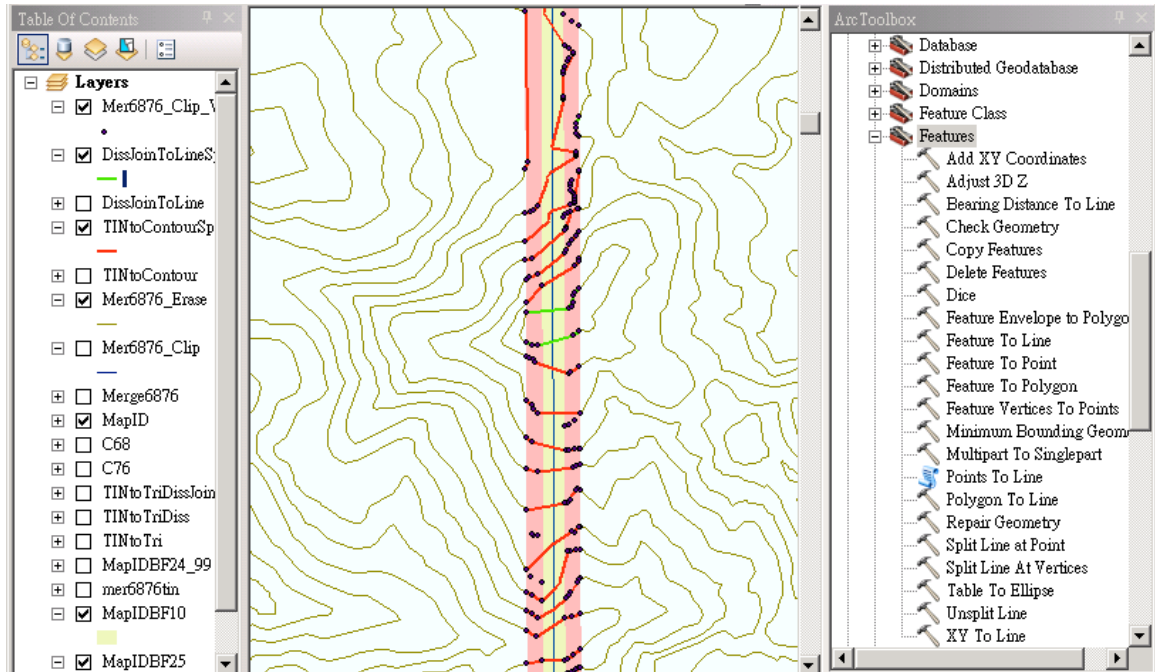 Table Of Contents
Layers
Mer6876_Clip_V
DissJoinToLineS
DissJoinToLine
TINtoContourSp
TINtoContour
Mer6876_Erase
Mer6876_Clip
Merge6876
MapID
C68
C76
TINtoTriDissJoin
TINtoTriDiss
TINtoTri
MapIDBF24_99
mer6876tin
MapIDBF10
MapIDBF25
ArcToolbox
Database
Distributed Geodatabase
Domains
Feature Class
Features
Add XY Coordinates
Adjust 3D Z
Bearing Distance To Line
Check Geometry
Copy Features
Delete Features
Dice
Feature Envelope to Polygo
Feature To Line
Feature To Point
Feature To Polygon
Feature Vertices To Points
Minimum Bounding Geom
Multipart To Singlepart
Points To Line
Polygon To Line
Repair Geometry
Split Line at Point
Split Line At Vertices
Table To Ellipse
Unsplit Line
XY To Line